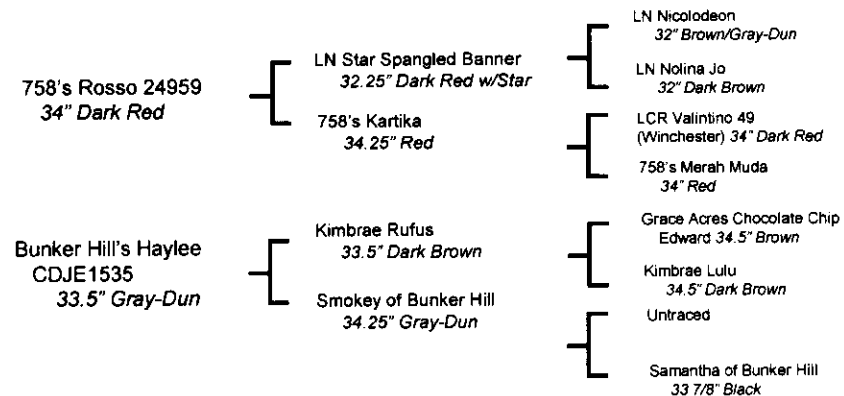 758's Rosso 24959
34" Dark Red
LN Star Spangled Banner
32.25" Dark Red w/Star
758's Kartika
34.25" Red
LN Nicolodeon
32" Brown/Gray-Dun
LN Nolina Jo
32" Dark Brown
LCR Valintino 49
(Winchester) 34" Dark Red
758's Merah Muda
34" Red
Bunker Hill's Haylee
CDJE1535
33.5" Gray-Dun
Kimbrae Rufus
33.5" Dark Brown
Smokey of Bunker Hill
34.25" Gray-Dun
Grace Acres Chocolate Chip
Edward 34.5" Brown
Kimbrae Lulu
34.5" Dark Brown
Untraced
Samantha of Bunker Hill
33 7/8" Black